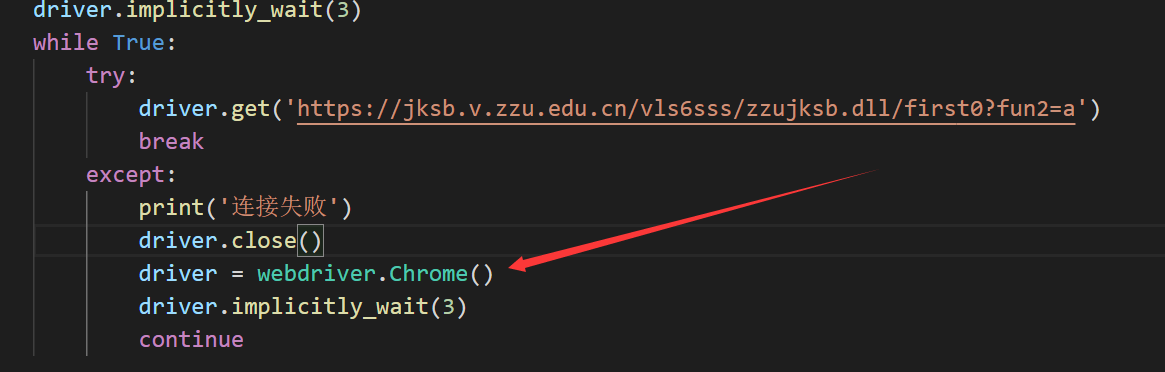 driver.implicitly_wait(3)
while True:
    try:
        driver.get('https://jksb.v.zzu.edu.cn/vls6sss/zzujksb.dll/first0?fun2=a')
        break
    except:
        print('连接失败')
        driver.close()
        driver = webdriver.Chrome()
        driver.implicitly_wait(3)
        continue